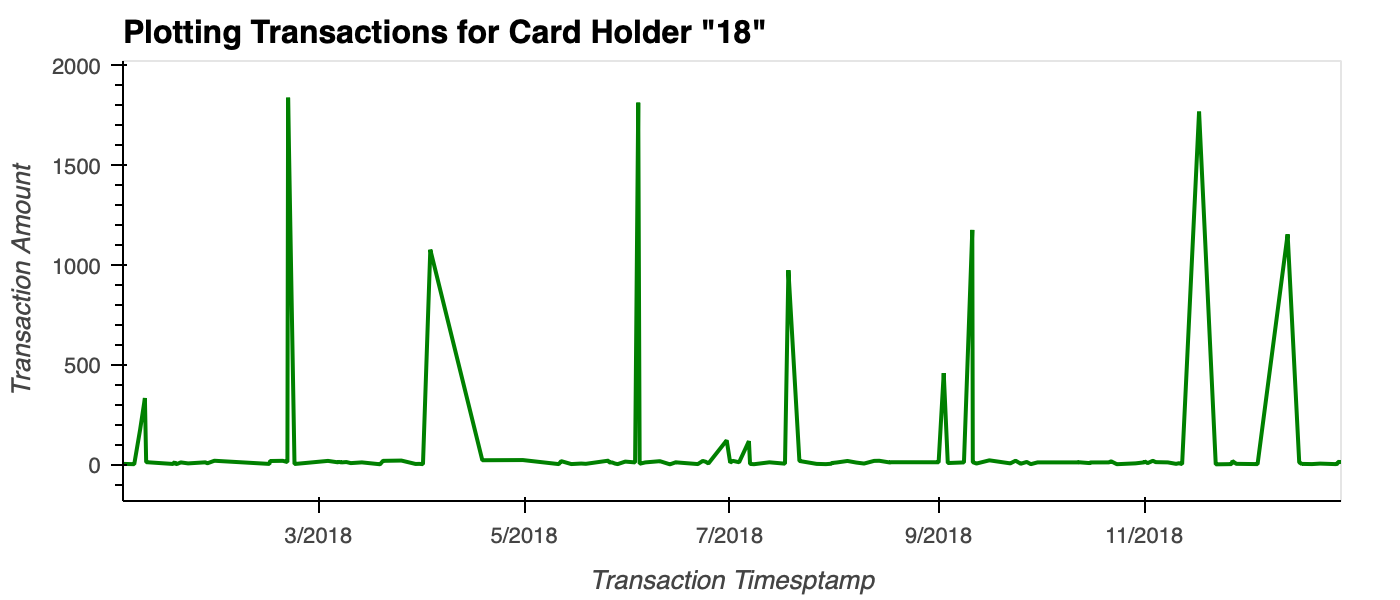 Plotting Transactions for Card Holder "18"
2000
1500
1000
500
0
Transaction Amount
3/2018 5/2018 7/2018 9/2018 11/2018
Transaction Timesptamp